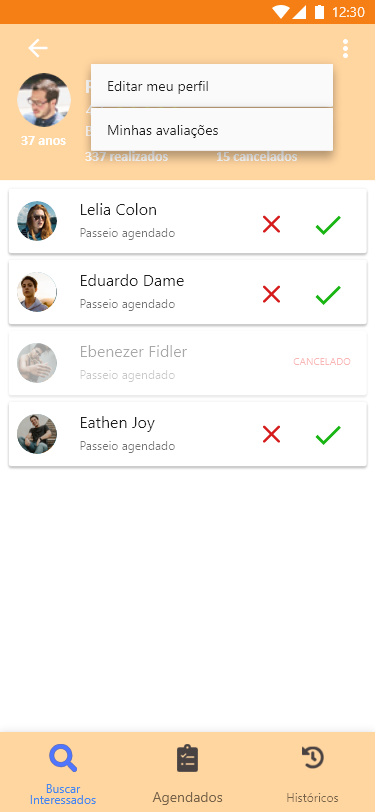 12:30
Editar meu perfil
Minhas avaliações
37 anos
337 realizados
15 cancelados
Lelia Colon
Passeio agendado
Eduardo Dame
Passeio agendado
Ebenezer Fidler
Passeio agendado
CANCELADO
Eathen Joy
Passeio agendado
Buscar
Interessados
Agendados
Históricos